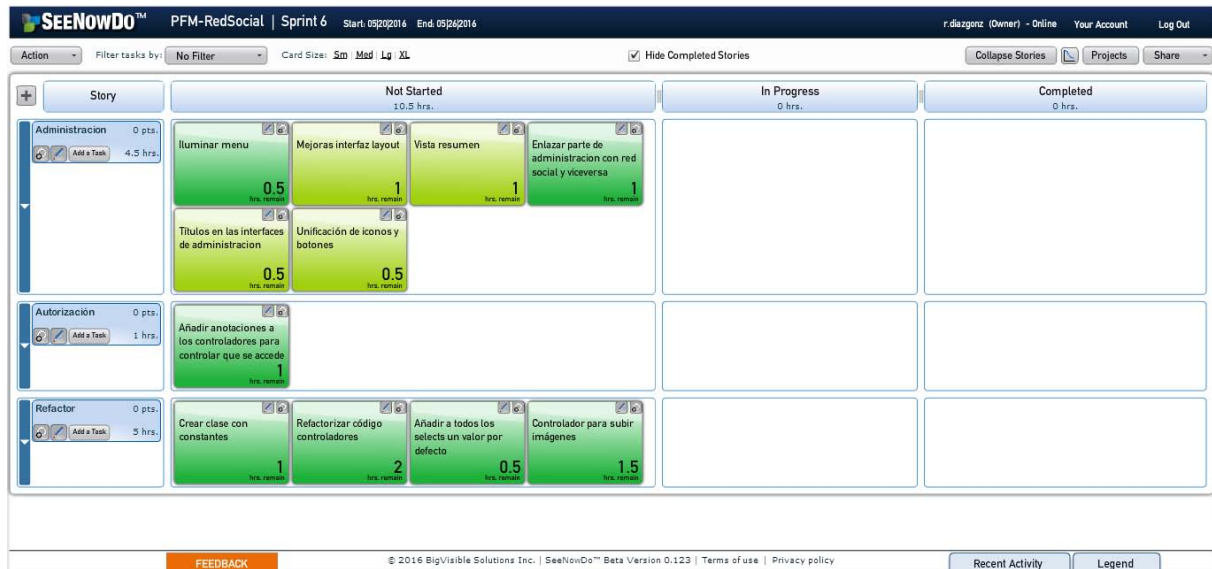 SEENOWDO™ PFM-RedSocial | Sprint 6 Start: 05|20|2016 End: 05|26|2016 r.diazgonz (Owner) - Online Your Account Log Out
Action Filter tasks by: No Filter Card Size: Sm | Med | Lg | XL Hide Completed Stories Collapse Stories Projects Share
Story Not Started In Progress Completed
10.5 hrs. 0 hrs. 0 hrs.
Administracion 0 pts.
Add a Task 4.5 hrs.
Iluminar menu
0.5
hrs. remain
Mejoras interfaz layout
1
hrs. remain
Vista resumen
1
hrs. remain
Enlazar parte de
administracion con red
social y viceversa
1
hrs. remain
Títulos en las interfaces
de administracion
0.5
hrs. remain
Unificación de iconos y
botones
0.5
hrs. remain
Autorización 0 pts.
Add a Task 1 hrs.
Añadir anotaciones a
los controladores para
controlar que se accede
1
hrs. remain
Refactor 0 pts.
Add a Task 5 hrs.
Crear clase con
constantes
1
hrs. remain
Refactorizar código
controladores
2
hrs. remain
Añadir a todos los
selects un valor por
defecto
0.5
hrs. remain
Controlador para subir
imágenes
1.5
hrs. remain
FEEDBACK © 2016 BigVisible Solutions Inc. | SeeNowDo™ Beta Version 0.123 | Terms of use | Privacy policy Recent Activity Legend